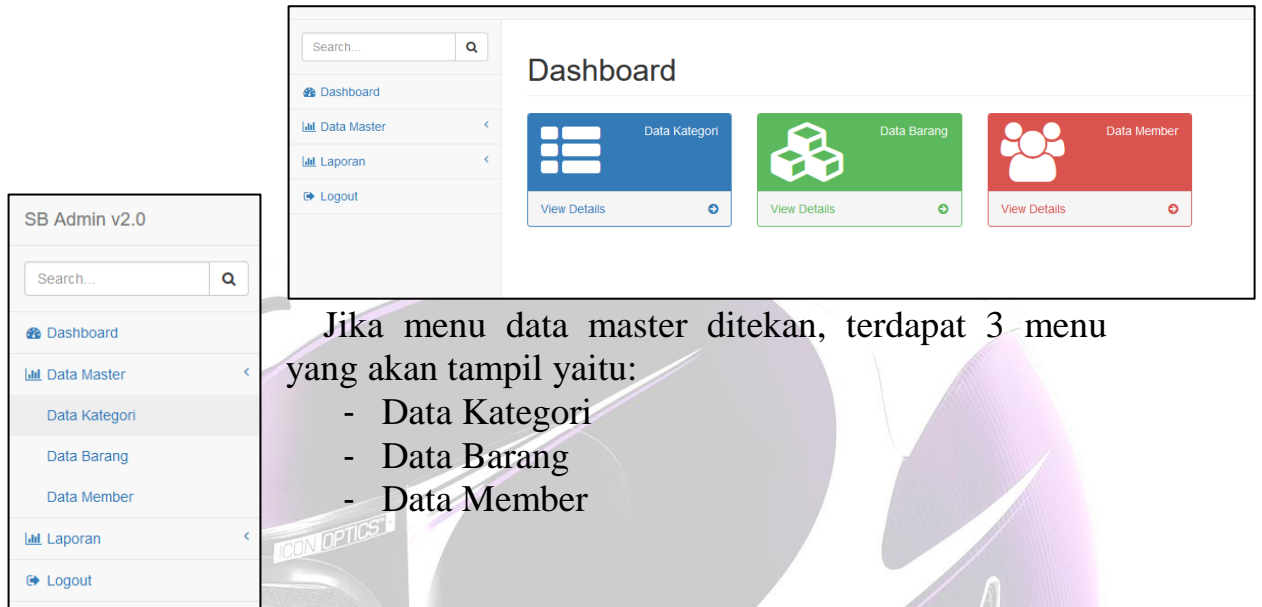 Search...
Dashboard
Dashboard
Data Master
Laporan
Logout
Data Kategori
View Details
Data Barang
View Details
Data Member
View Details
SB Admin v2.0
Search...
Dashboard
Data Master
Data Kategori
Data Barang
Data Member
Laporan
Logout
Jika menu data master ditekan, terdapat 3 menu
yang akan tampil yaitu:
- Data Kategori
- Data Barang
- Data Member
ICON OPTICS™